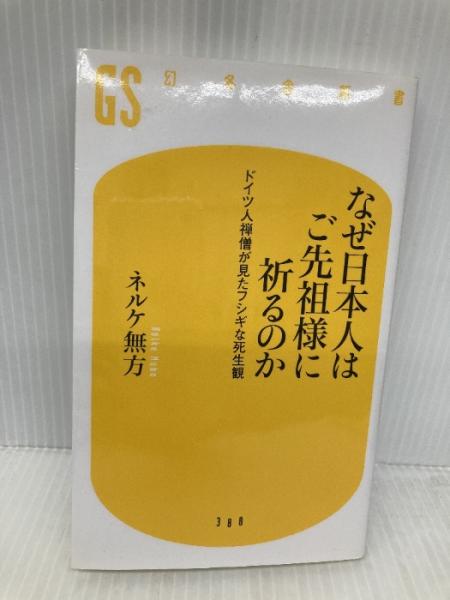 GS
幻冬舎新書
なぜ日本人は
ご先祖様に
祈るのか
ドイツ人禅僧が見たフシギな死生観
ネルケ無方
Nölke Muhō
388